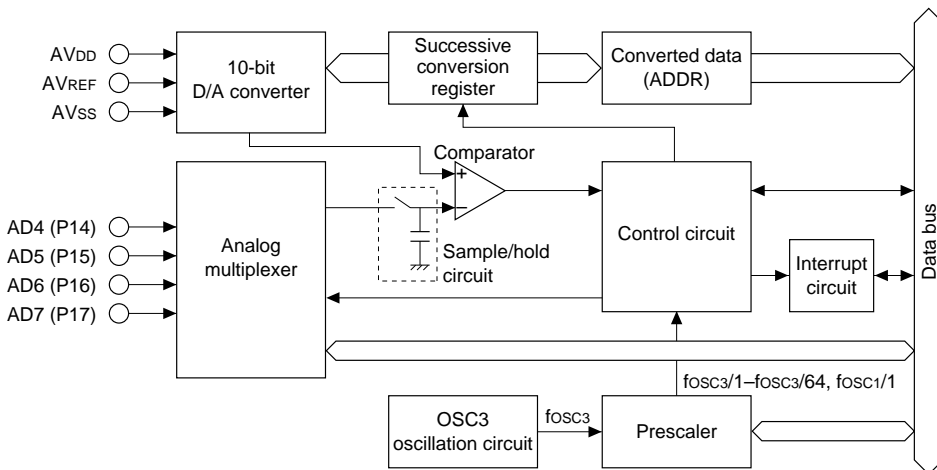 AVDD
AVREF
AVSS
10-bit
D/A converter
Successive
conversion
register
Converted data
(ADDR)
Comparator
+
–
AD4 (P14)
AD5 (P15)
AD6 (P16)
AD7 (P17)
Analog
multiplexer
Sample/hold
circuit
Control circuit
Interrupt
circuit
Data bus
fOSC3/1–fOSC3/64, fOSC1/1
OSC3
oscillation circuit
fOSC3
Prescaler